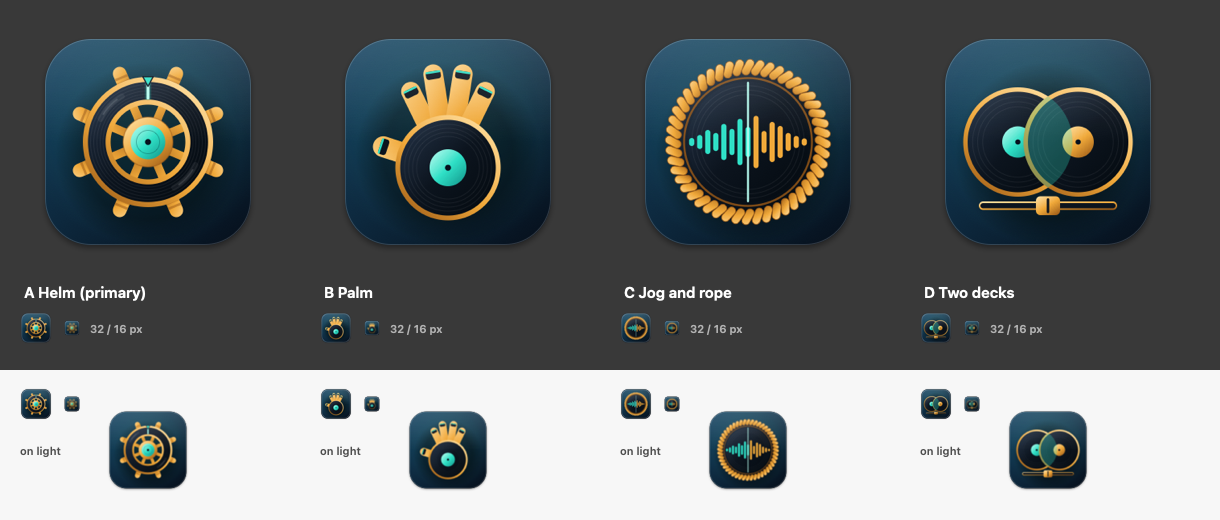 A Helm (primary)
B Palm
C Jog and rope
D Two decks
32 / 16 px
32 / 16 px
32 / 16 px
32 / 16 px
on light
on light
on light
on light